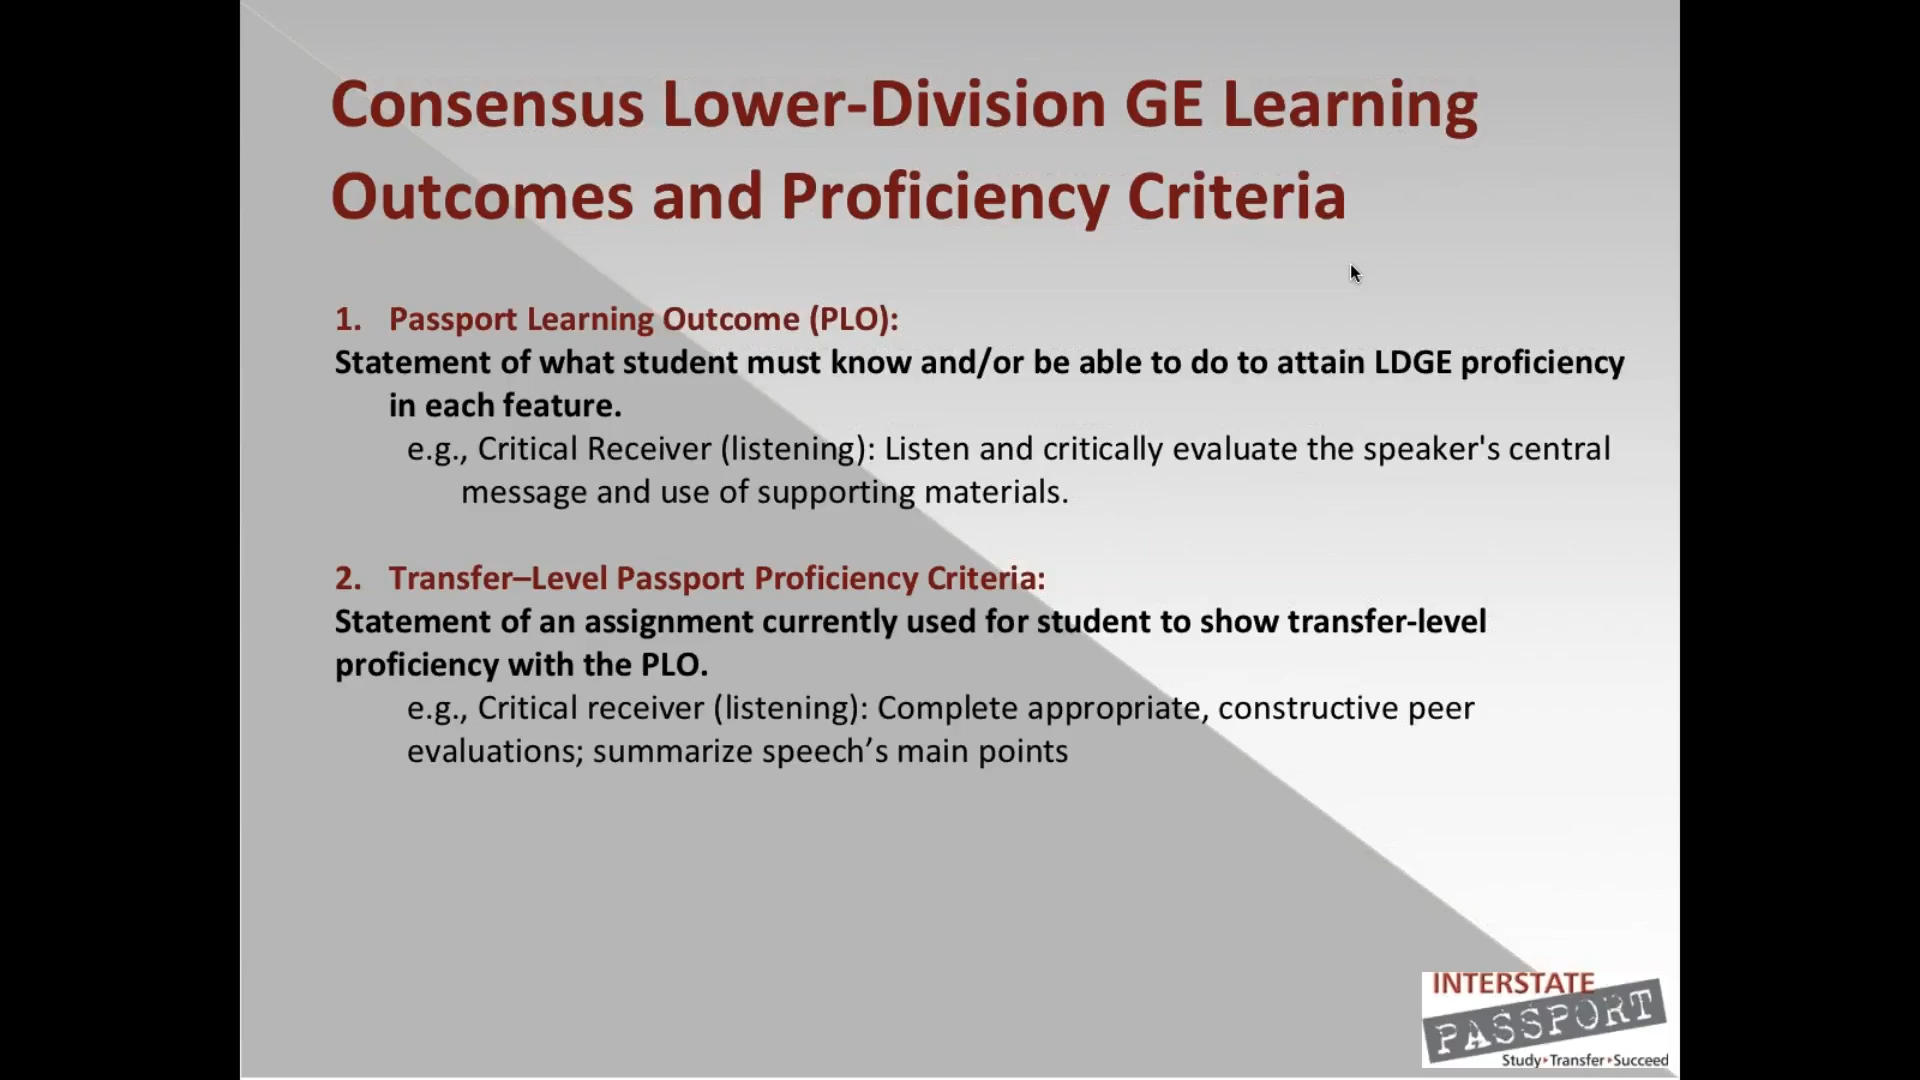 Consensus Lower-Division GE Learning
Outcomes and Proficiency Criteria
1. Passport Learning Outcome (PLO):
Statement of what student must know and/or be able to do to attain LDGE proficiency
in each feature.
e.g., Critical Receiver (listening): Listen and critically evaluate the speaker's central
message and use of supporting materials.
2. Transfer–Level Passport Proficiency Criteria:
Statement of an assignment currently used for student to show transfer-level
proficiency with the PLO.
e.g., Critical receiver (listening): Complete appropriate, constructive peer
evaluations; summarize speech’s main points
INTERSTATE
PASSPORT
Study‣Transfer‣Succeed